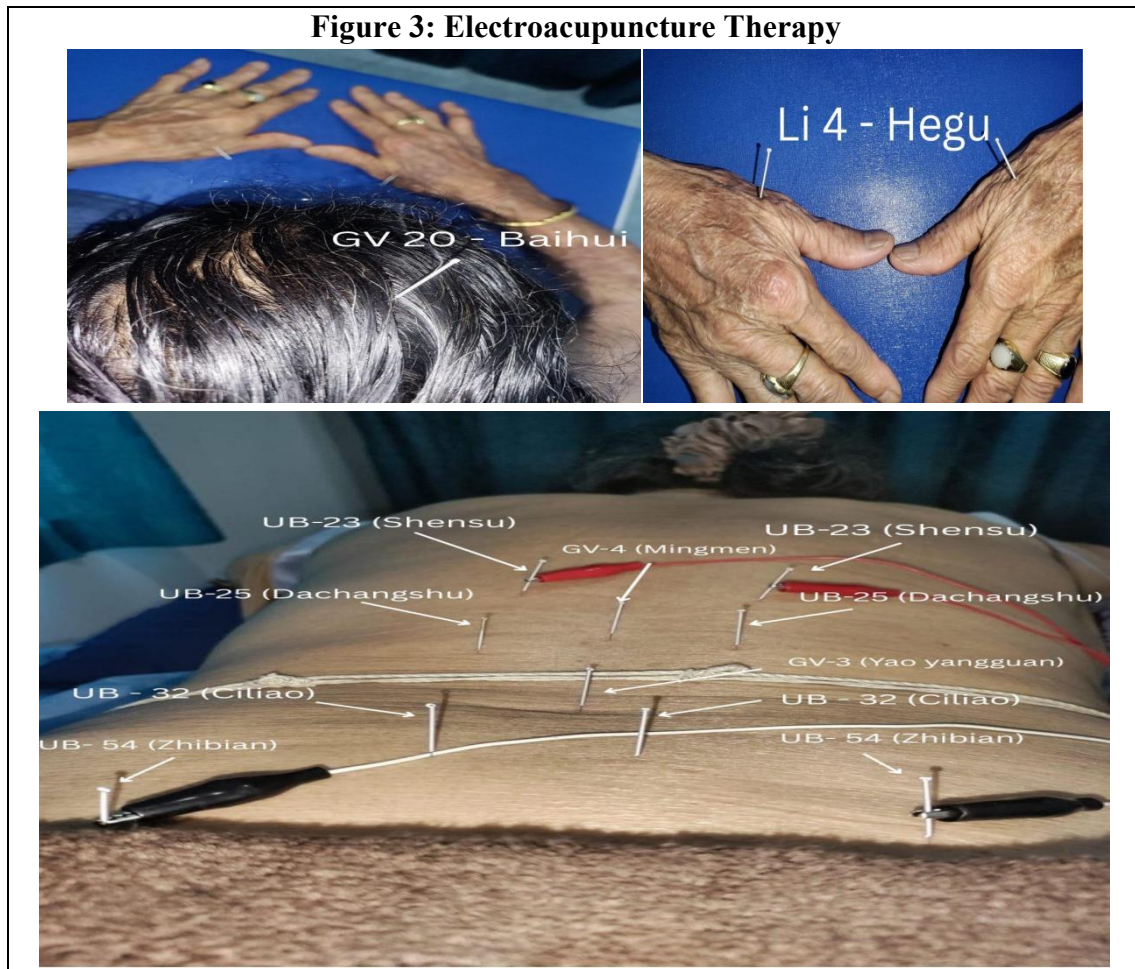 Figure 3: Electroacupuncture Therapy
GV 20 - Baihui
Li 4 - Hegu
UB-23 (Shensu)
UB-23 (Shensu)
GV-4 (Mingmen)
UB-25 (Dachangshu)
UB-25 (Dachangshu)
GV-3 (Yao yangguan)
UB - 32 (Ciliao)
UB - 32 (Ciliao)
UB- 54 (Zhibian)
UB- 54 (Zhibian)